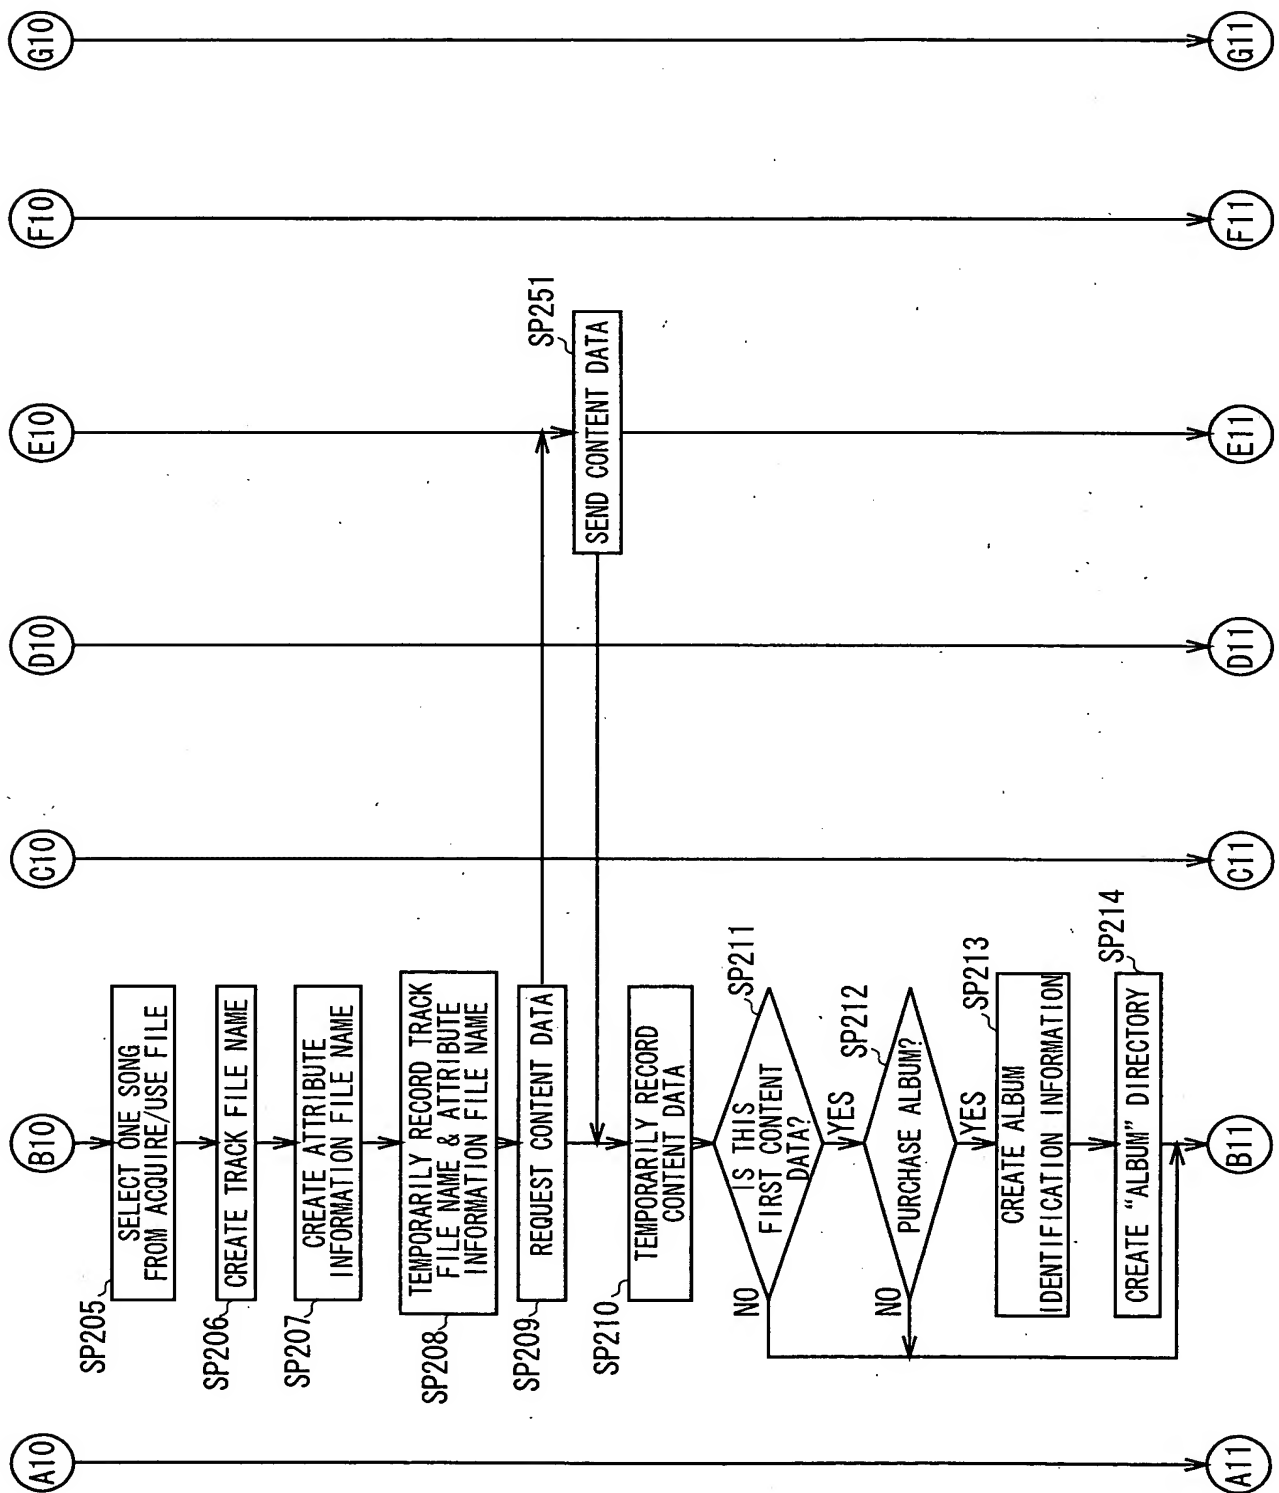 A10
B10
C10
D10
E10
F10
G10
SP205
SELECT ONE SONG
FROM ACQUIRE/USE FILE
SP206
CREATE TRACK FILE NAME
SP207
CREATE ATTRIBUTE
INFORMATION FILE NAME
SP208
TEMPORARILY RECORD TRACK
FILE NAME & ATTRIBUTE
INFORMATION FILE NAME
SP209
REQUEST CONTENT DATA
SP251
SEND CONTENT DATA
SP210
TEMPORARILY RECORD
CONTENT DATA
SP211
IS THIS
FIRST CONTENT
DATA?
NO
YES
SP212
PURCHASE ALBUM?
NO
YES
SP213
CREATE ALBUM
IDENTIFICATION INFORMATION
SP214
CREATE "ALBUM" DIRECTORY
A11
B11
C11
D11
E11
F11
G11